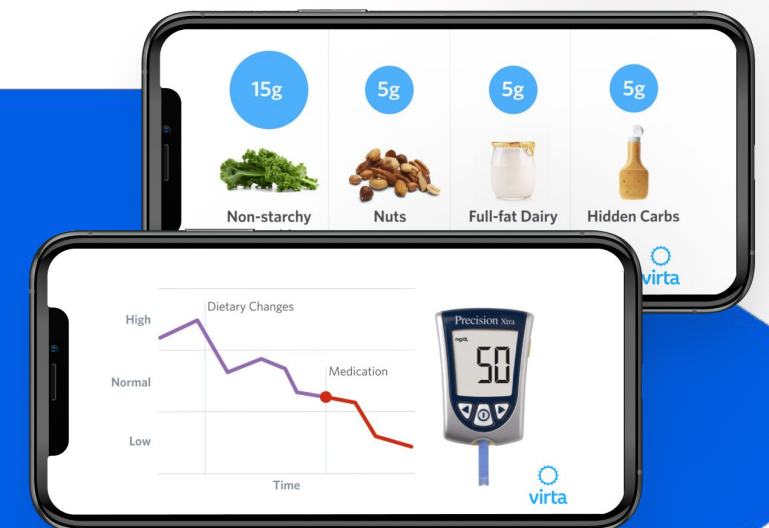 15g
5g
5g
5g
Non-starchy
Nuts
Full-fat Dairy
Hidden Carbs
virta
High
Normal
Low
Dietary Changes
Medication
Time
Precision Xtra
mg/dL
50
virta